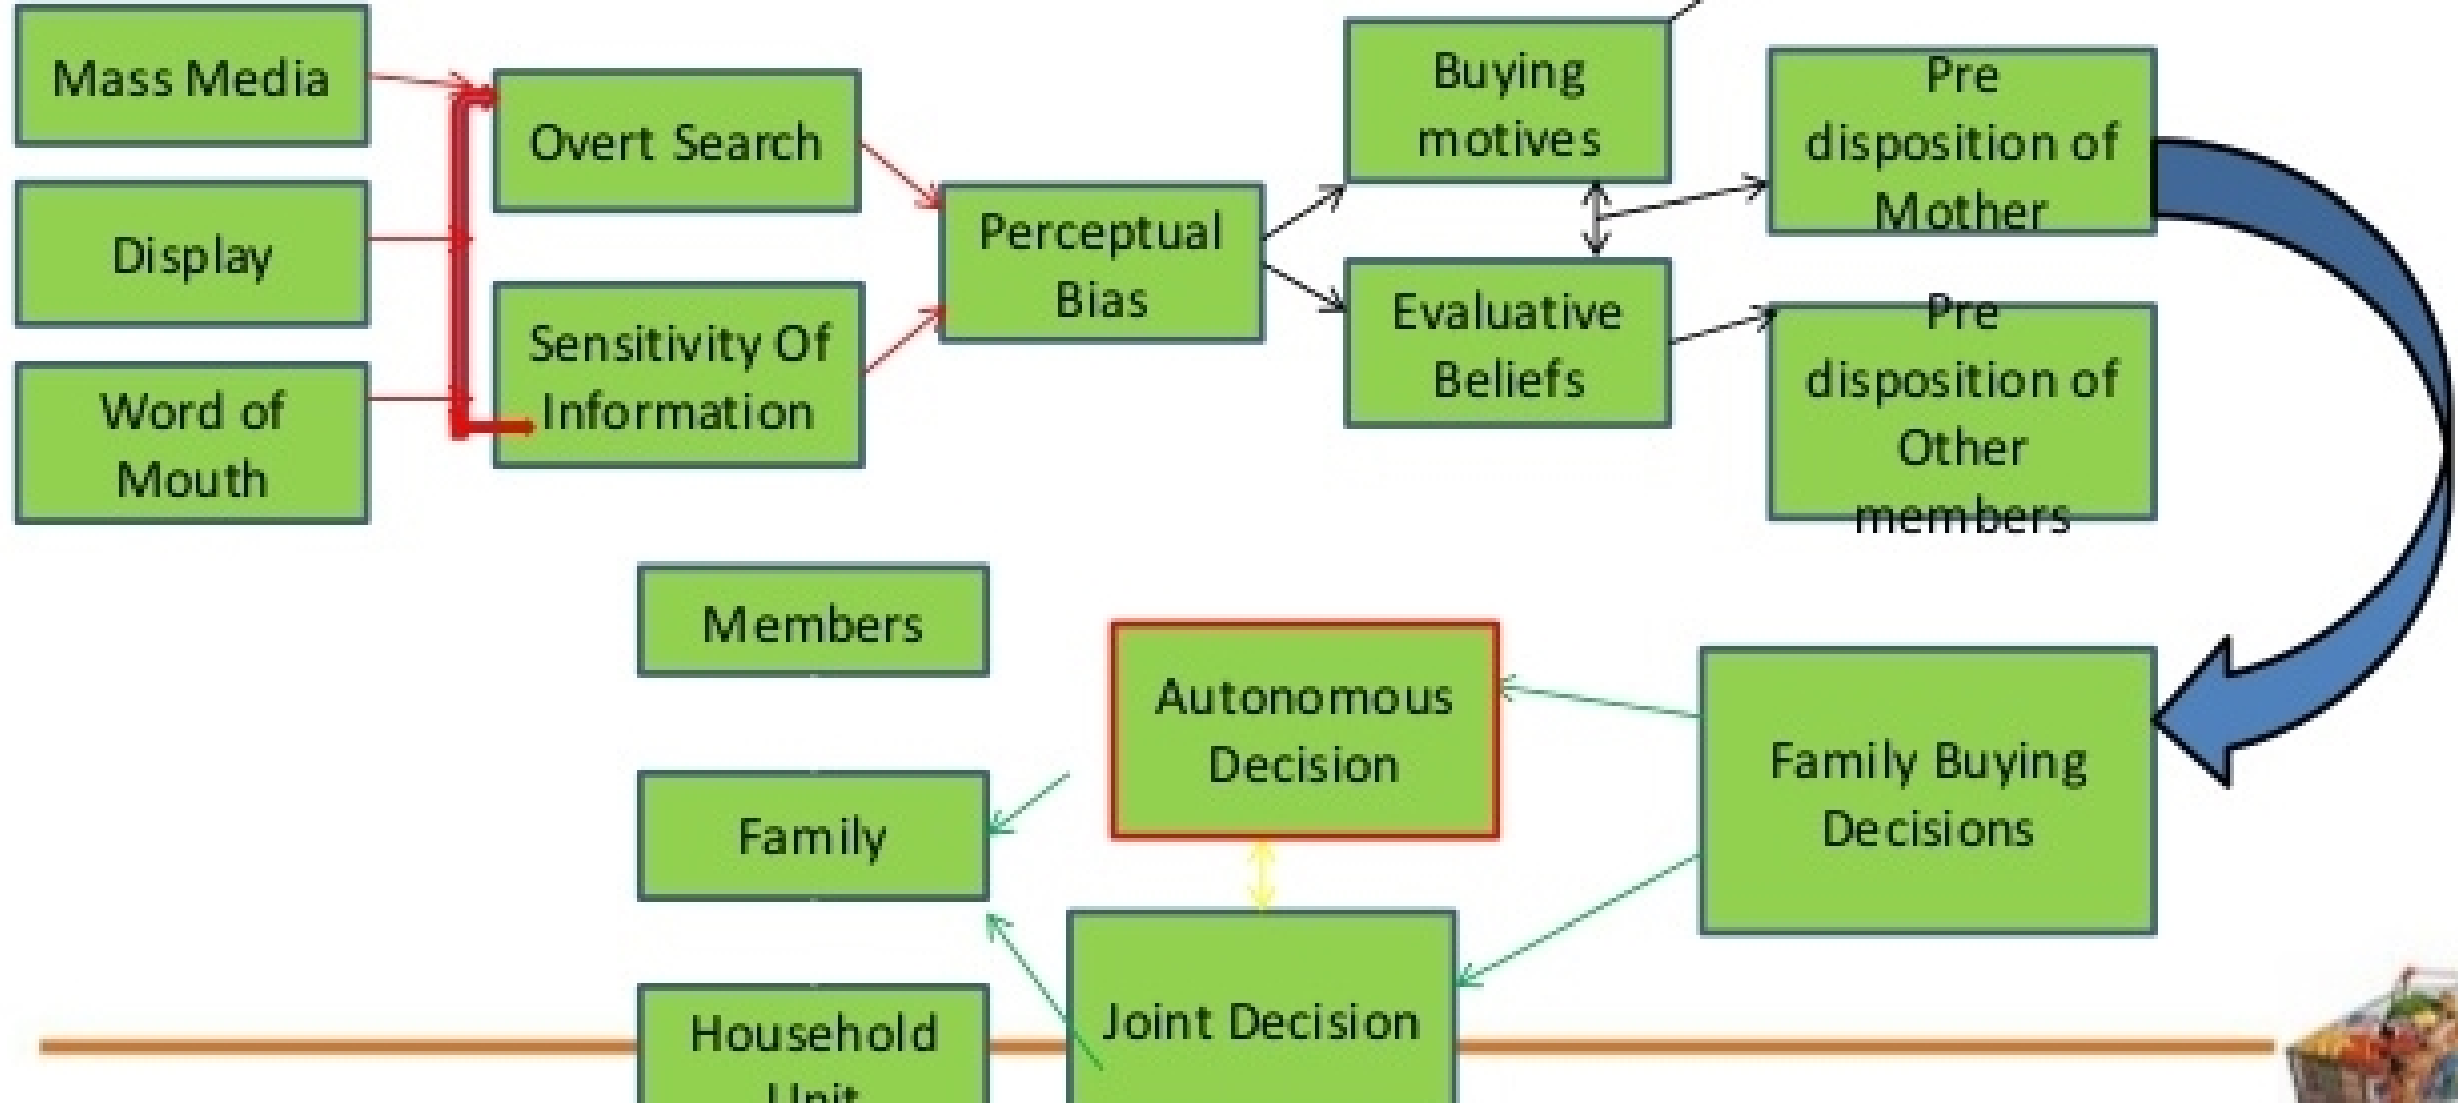 Mass Media
Display
Word of
Mouth
Overt Search
Sensitivity Of
Information
Perceptual
Bias
Buying
motives
Evaluative
Beliefs
Pre
disposition of
Mother
Pre
disposition of
Other
members
Members
Family
Household
Unit
Autonomous
Decision
Joint Decision
Family Buying
Decisions